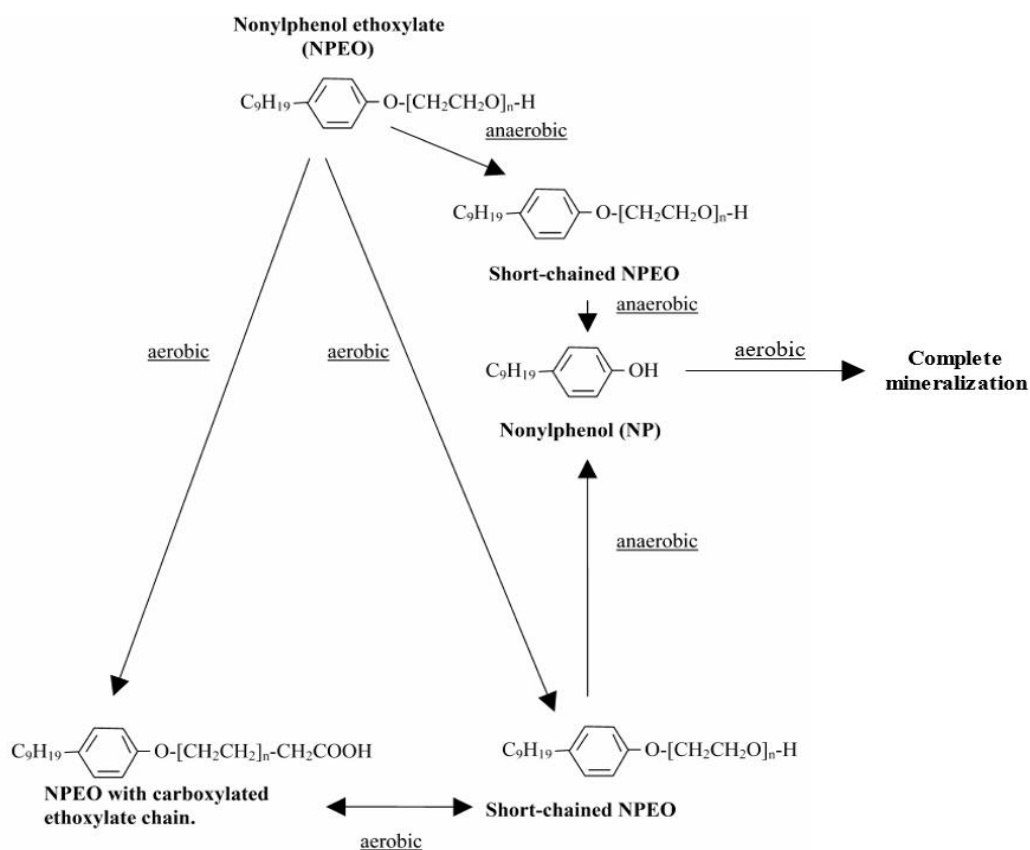 Nonylphenol ethoxylate
(NPEO)
C₉H₁₉ O-[CH₂CH₂O]ₙ-H
anaerobic
C₉H₁₉ O-[CH₂CH₂O]ₙ-H
Short-chained NPEO
anaerobic
aerobic
aerobic
C₉H₁₉ OH
aerobic
Complete
mineralization
Nonylphenol (NP)
anaerobic
C₉H₁₉ O-[CH₂CH₂]ₙ-CH₂COOH
NPEO with carboxylated
ethoxylate chain.
C₉H₁₉ O-[CH₂CH₂O]ₙ-H
Short-chained NPEO
aerobic